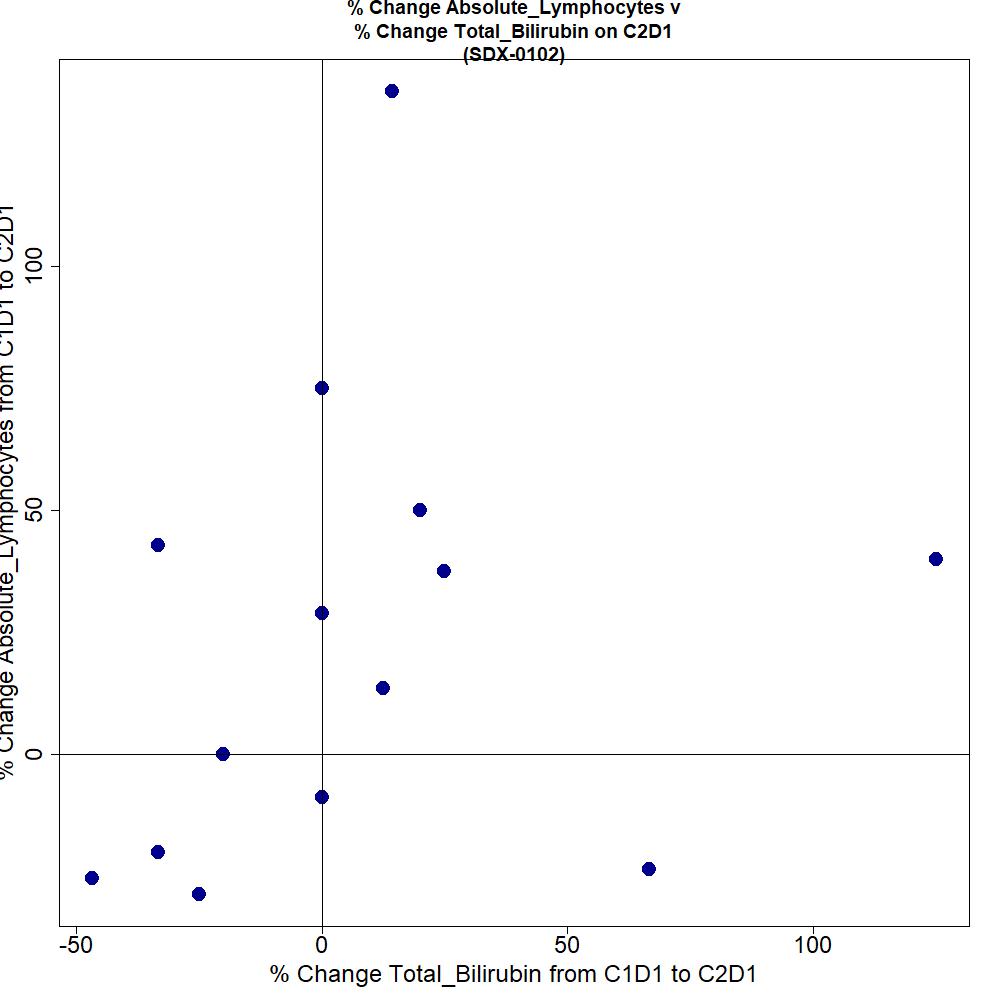 % Change Absolute_Lymphocytes v
% Change Total_Bilirubin on C2D1
(SDX-0102)
% Change Absolute_Lymphocytes from C1D1 to C2D1
100
50
0
-50
0
50
100
% Change Total_Bilirubin from C1D1 to C2D1